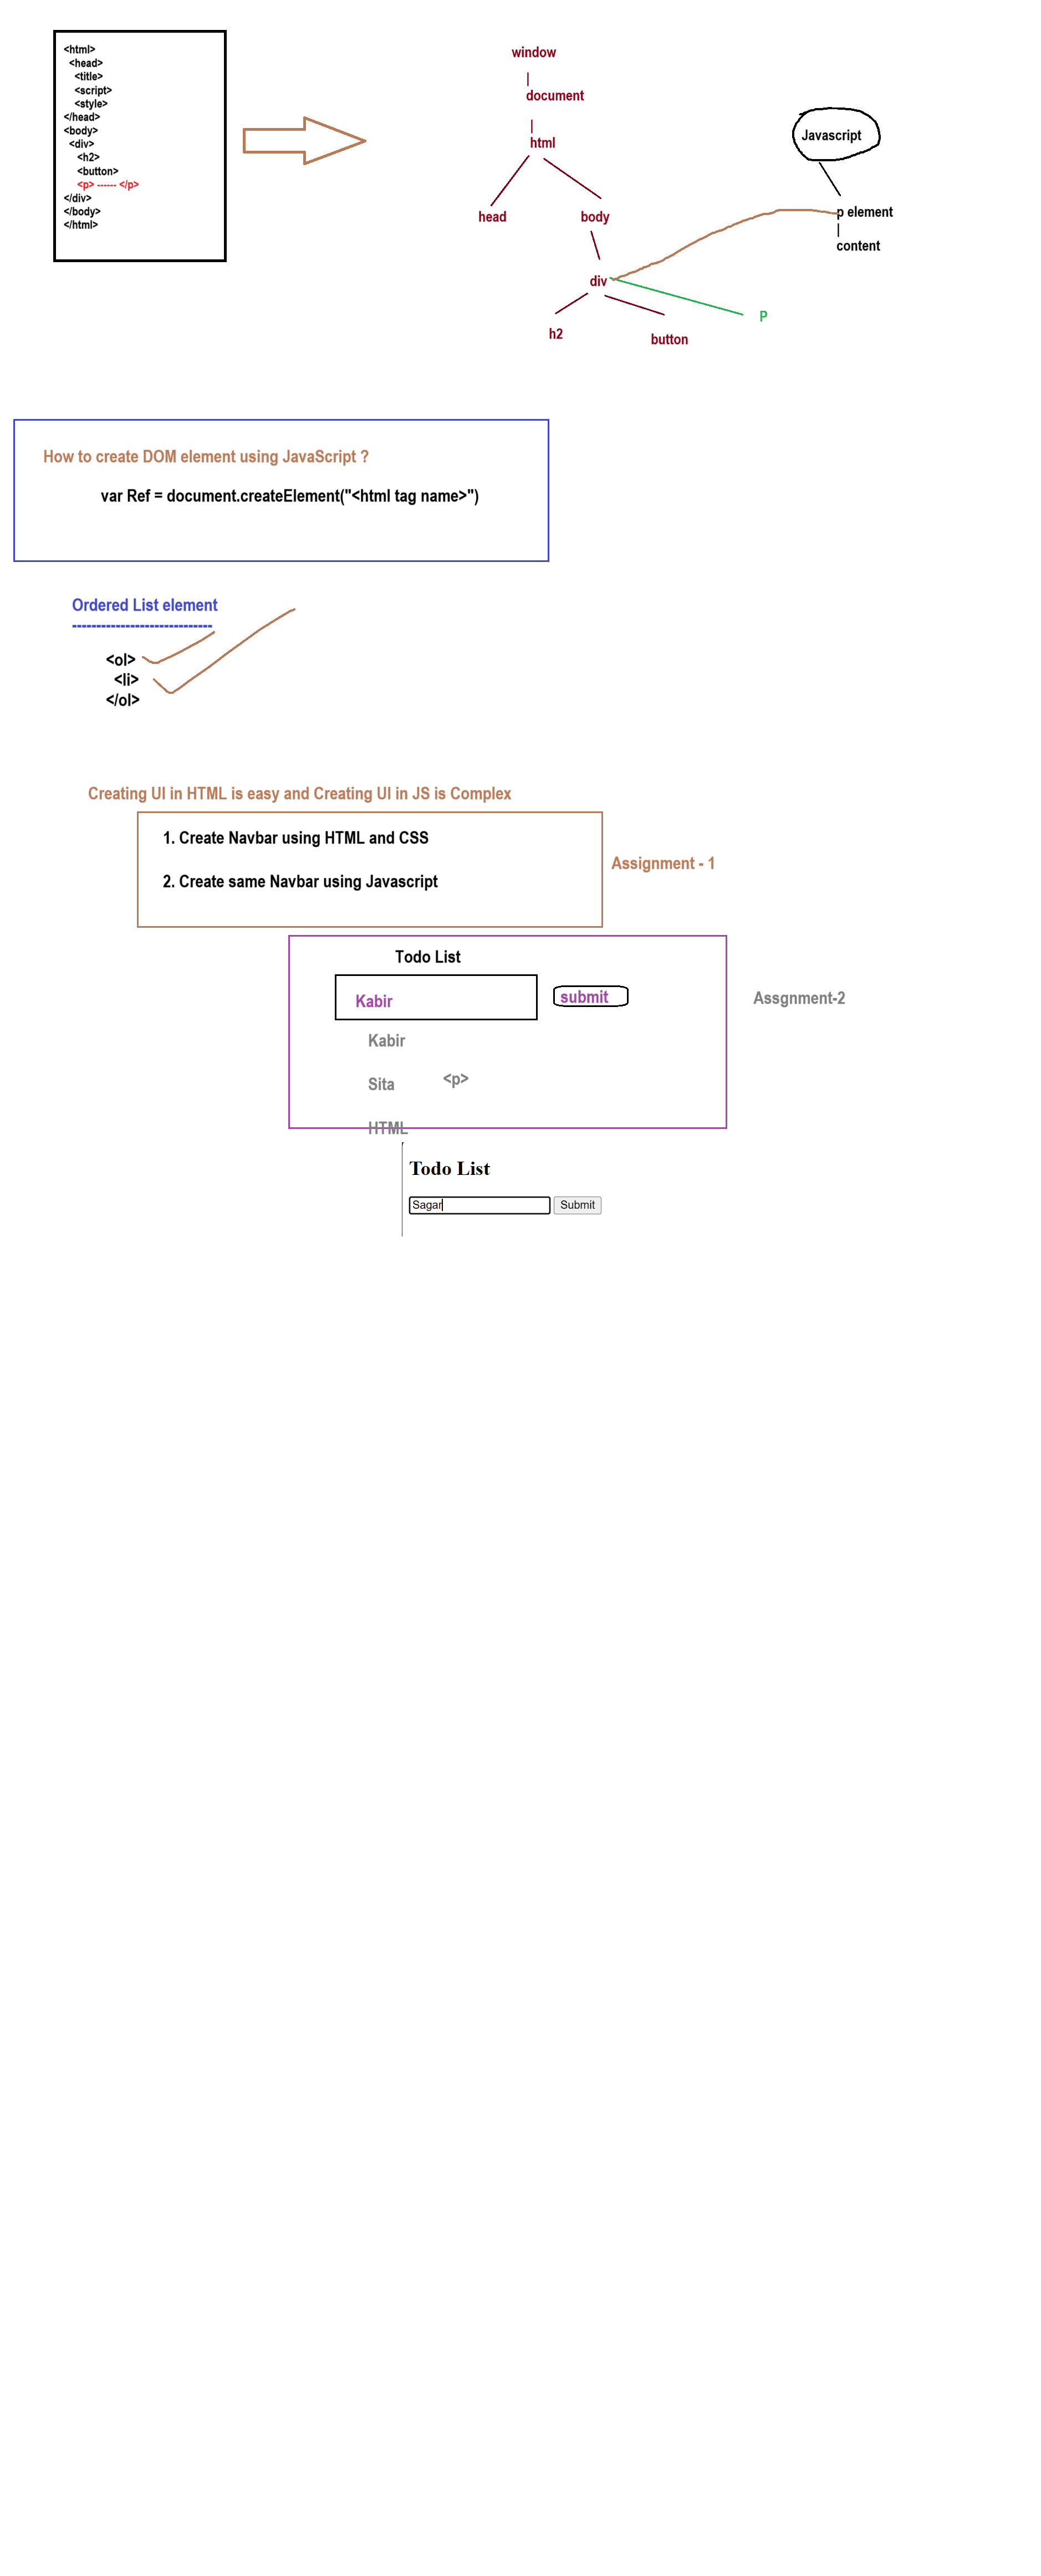 <html>
<head>
<title>
<script>
<style>
</head>
<body>
<div>
<h2>
<button>
<p> ------ </p>
</div>
</body>
</html>
window
|
document
|
html
head
body
div
h2
button
P
Javascript
p element
|
content
How to create DOM element using JavaScript ?
var Ref = document.createElement("<html tag name>")
Ordered List element
-----------------------------
<ol>
<li>
</ol>
Creating UI in HTML is easy and Creating UI in JS is Complex
1. Create Navbar using HTML and CSS
2. Create same Navbar using Javascript
Assignment - 1
Todo List
Kabir
submit
Assgnment-2
Kabir
Sita
<p>
HTML
Todo List
Sagar
Submit